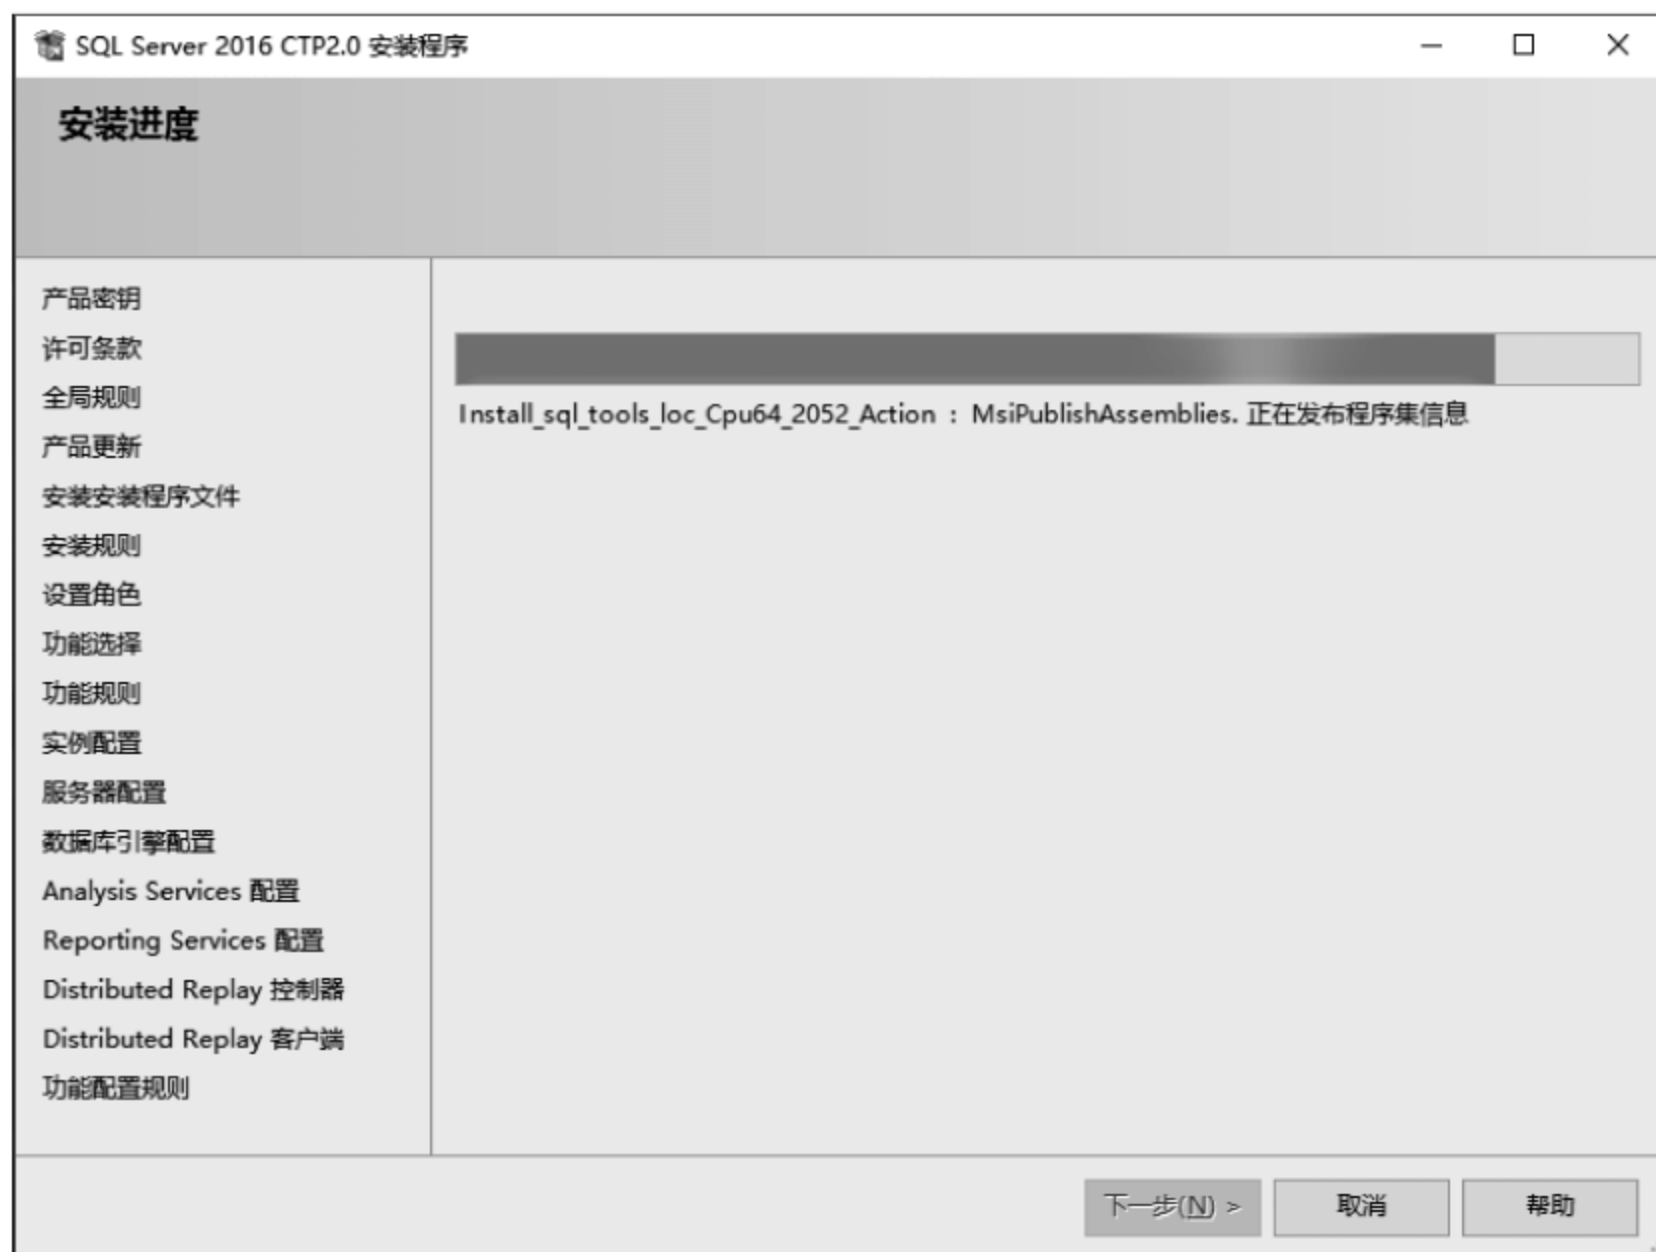 SQL Server 2016 CTP2.0 安装程序
安装进度
产品密钥
许可条款
全局规则
产品更新
安装安装程序文件
安装规则
设置角色
功能选择
功能规则
实例配置
服务器配置
数据库引擎配置
Analysis Services 配置
Reporting Services 配置
Distributed Replay 控制器
Distributed Replay 客户端
功能配置规则
Install_sql_tools_loc_Cpu64_2052_Action : MsiPublishAssemblies. 正在发布程序集信息
下一步(N) >
取消
帮助